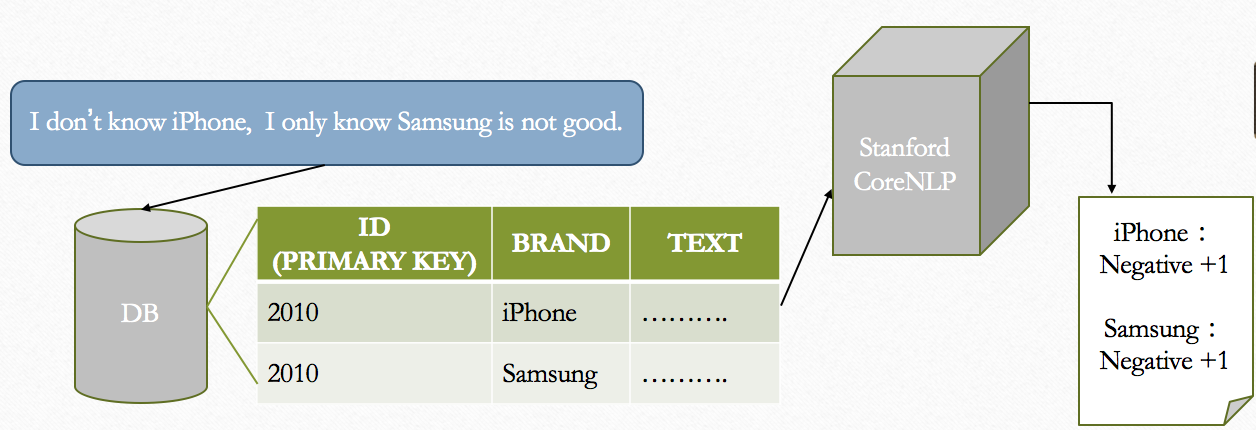 I don’t know iPhone, I only know Samsung is not good.
Stanford
CoreNLP
DB
ID
(PRIMARY KEY)
BRAND
TEXT
2010
iPhone
……….
2010
Samsung
……….
iPhone：
Negative +1
Samsung：
Negative +1